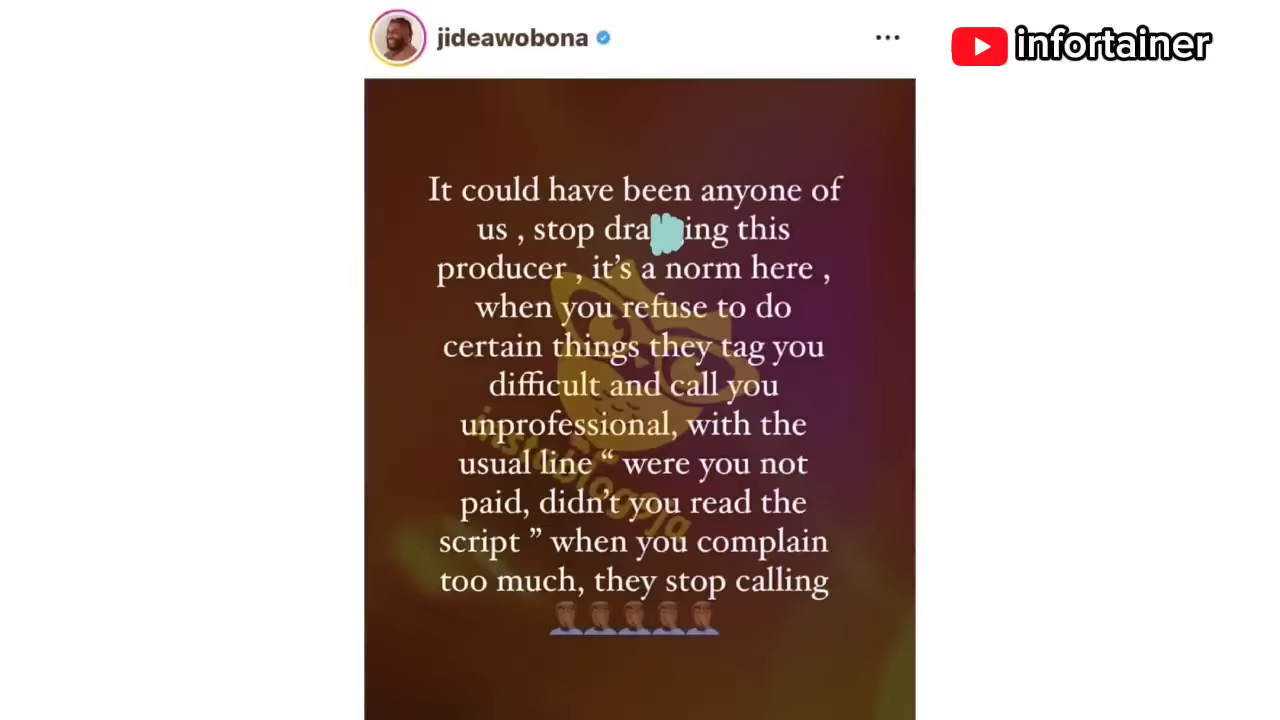 jideawobona
infortainer
It could have been anyone of
us , stop dragging this
producer , it’s a norm here ,
when you refuse to do
certain things they tag you
difficult and call you
unprofessional, with the
usual line “ were you not
paid, didn’t you read the
script ” when you complain
too much, they stop calling
instablog9ja